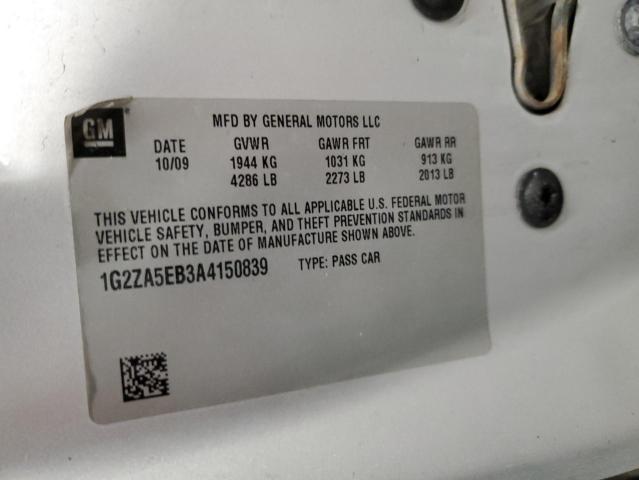 GM
MFD BY GENERAL MOTORS LLC
DATE GVWR GAWR FRT GAWR RR
10/09 1944 KG 1031 KG 913 KG
4286 LB 2273 LB 2013 LB
THIS VEHICLE CONFORMS TO ALL APPLICABLE U.S. FEDERAL MOTOR
VEHICLE SAFETY, BUMPER, AND THEFT PREVENTION STANDARDS IN
EFFECT ON THE DATE OF MANUFACTURE SHOWN ABOVE.
1G2ZA5EB3A4150839 TYPE: PASS CAR